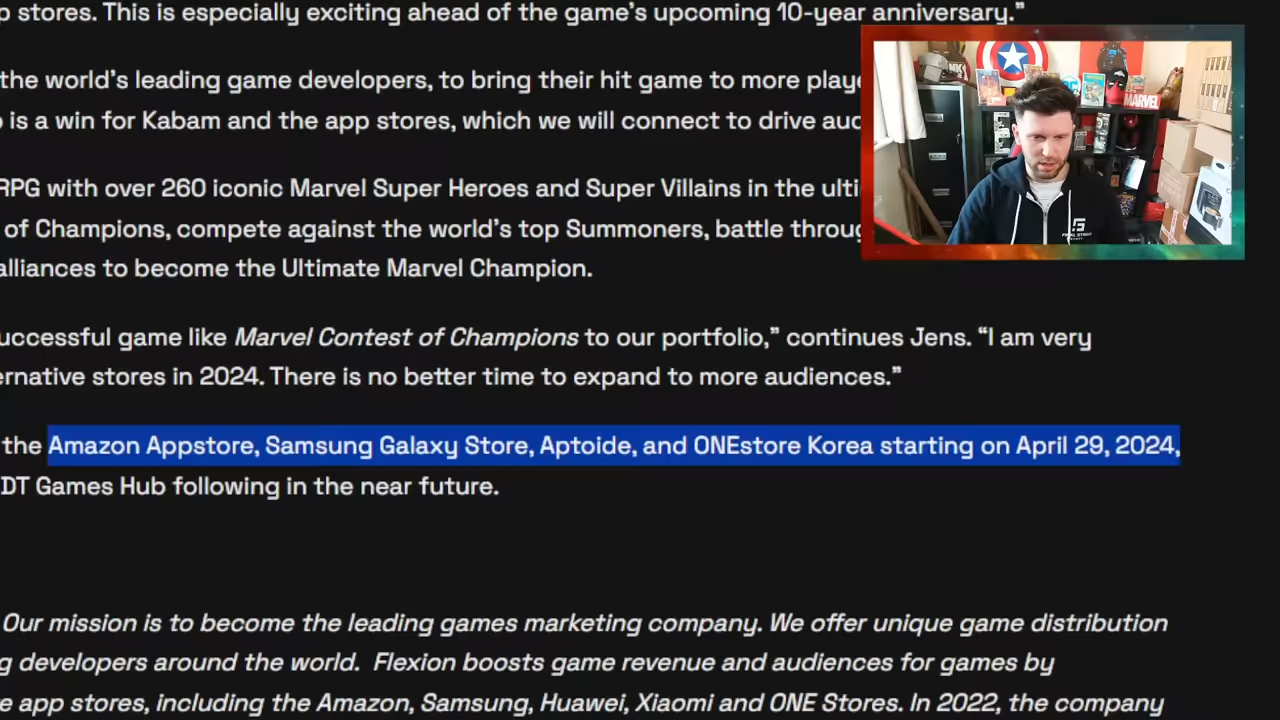 p stores. This is especially exciting ahead of the game's upcoming 10-year anniversary.”
the world's leading game developers, to bring their hit game to more playe
is a win for Kabam and the app stores, which we will connect to drive aud
RPG with over 260 iconic Marvel Super Heroes and Super Villains in the ulti
of Champions, compete against the world's top Summoners, battle throug
alliances to become the Ultimate Marvel Champion.
uccessful game like Marvel Contest of Champions to our portfolio,” continues Jens. “I am very
ernative stores in 2024. There is no better time to expand to more audiences.”
the Amazon Appstore, Samsung Galaxy Store, Aptoide, and ONEstore Korea starting on April 29, 2024,
DT Games Hub following in the near future.
Our mission is to become the leading games marketing company. We offer unique game distribution
g developers around the world. Flexion boosts game revenue and audiences for games by
e app stores, including the Amazon, Samsung, Huawei, Xiaomi and ONE Stores. In 2022, the company
MARVEL